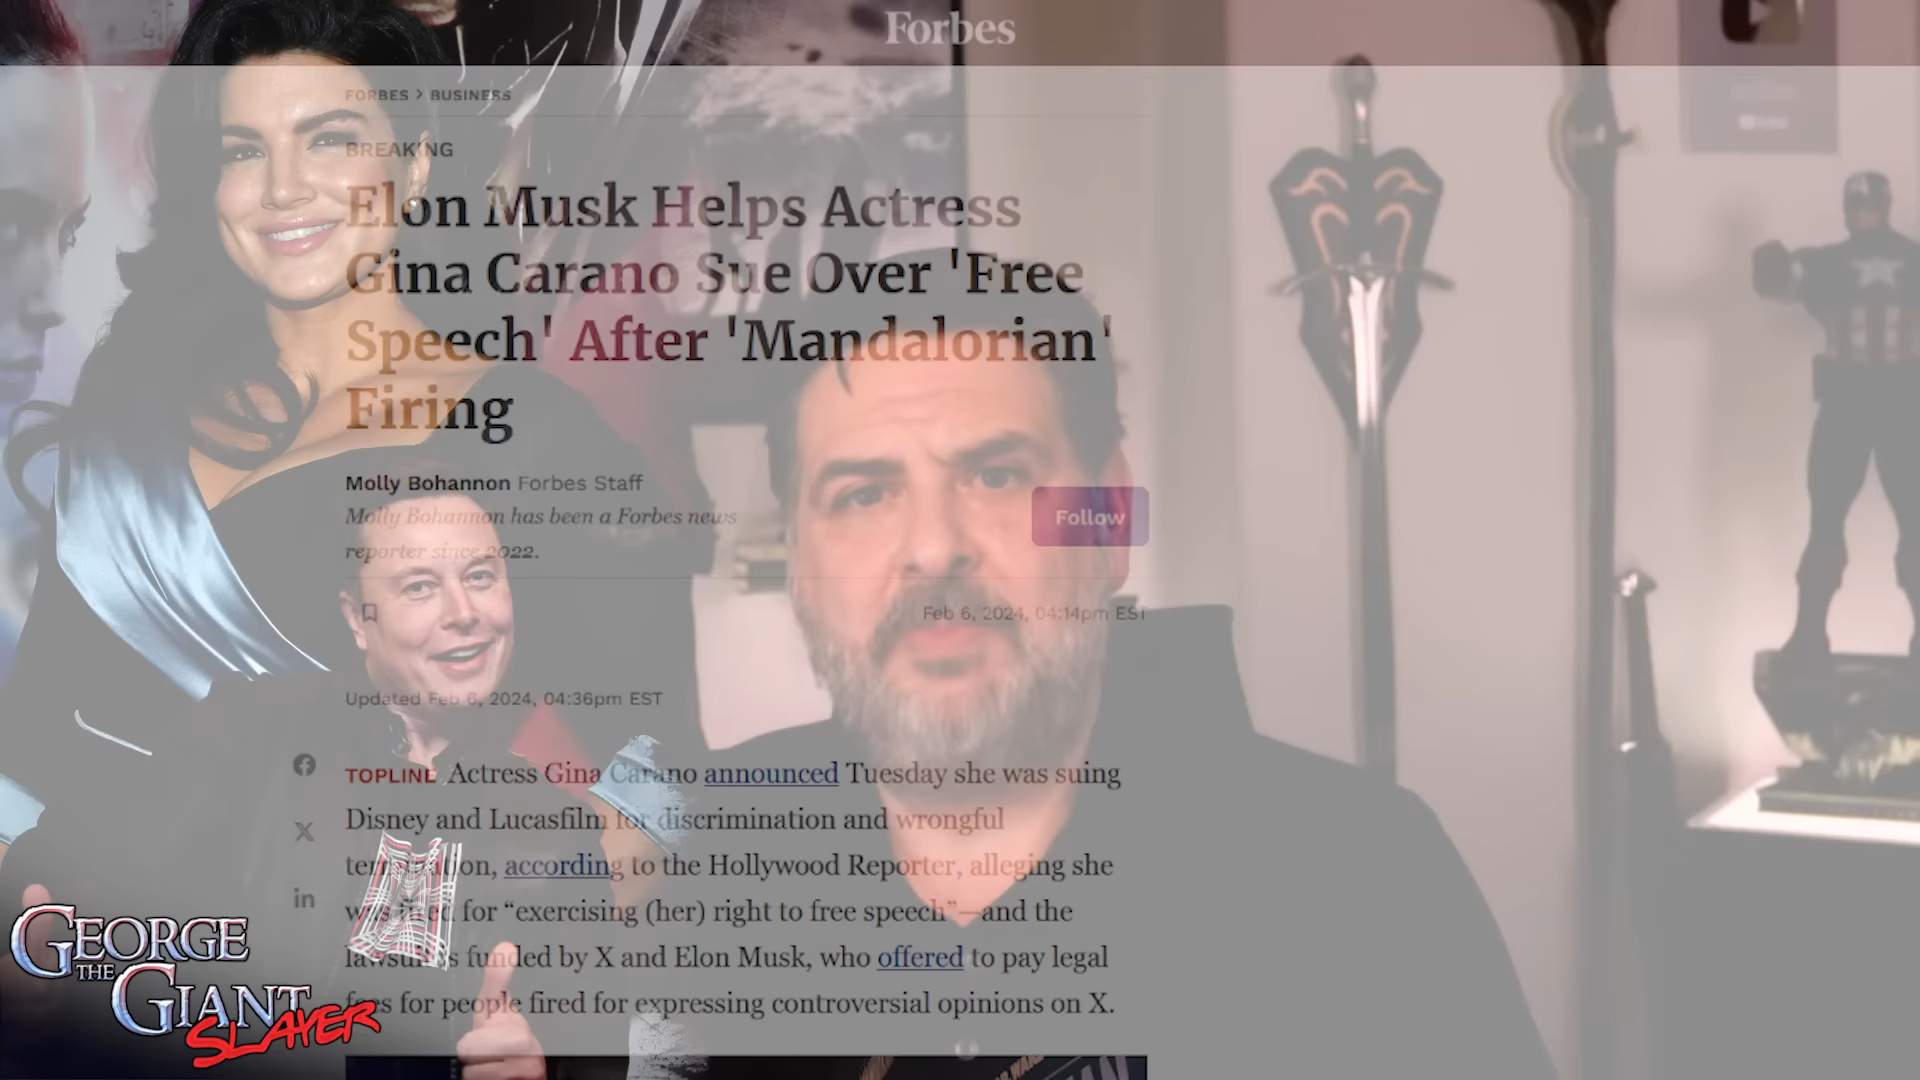 Forbes
FORBES > BUSINESS
BREAKING
Elon Musk Helps Actress
Gina Carano Sue Over 'Free
Speech' After 'Mandalorian'
Firing
Molly Bohannon Forbes Staff
Molly Bohannon has been a Forbes news
reporter since 2022.
Follow
Feb 6, 2024, 04:14pm EST
Updated Feb 6, 2024, 04:36pm EST
TOPLINE Actress Gina Carano announced Tuesday she was suing
Disney and Lucasfilm for discrimination and wrongful
termination, according to the Hollywood Reporter, alleging she
was fired for “exercising (her) right to free speech”—and the
lawsuit is funded by X and Elon Musk, who offered to pay legal
fees for people fired for expressing controversial opinions on X.
GEORGE
THE
GIANT
SLAYER